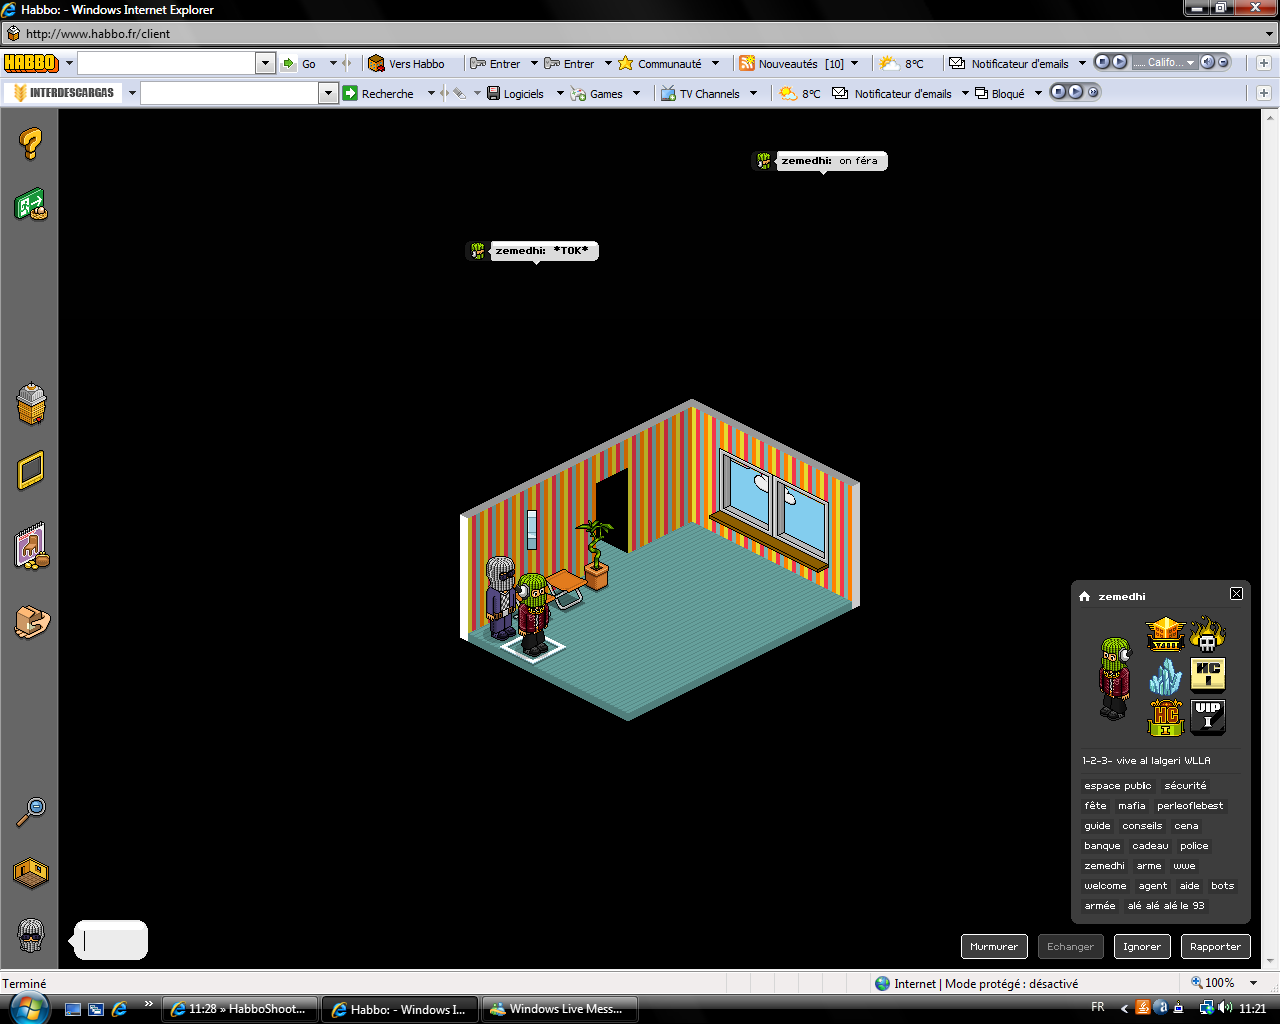 Habbo: - Windows Internet Explorer
http://www.habbo.fr/client
HABBO Go Vers Habbo Entrer Entrer Communauté Nouveautés [10] 8°C Notificateur d'emails ..... Califo...
INTERDESCARGAS Recherche Logiciels Games TV Channels 8°C Notificateur d'emails Bloqué
zemedhi: on féra
zemedhi: *TOK*
zemedhi
HC I
HC I
VIP I
1-2-3- vive al lalgeri WLLA
espace public sécurité
fête mafia perleoflebest
guide conseils cena
banque cadeau police
zemedhi arme wwe
welcome agent aide bots
armée alé alé alé le 93
Murmurer Echanger Ignorer Rapporter
Terminé Internet | Mode protégé : désactivé 100%
» 11:28 » HabboShoot... Habbo: - Windows I... Windows Live Mess... FR < a 11:21